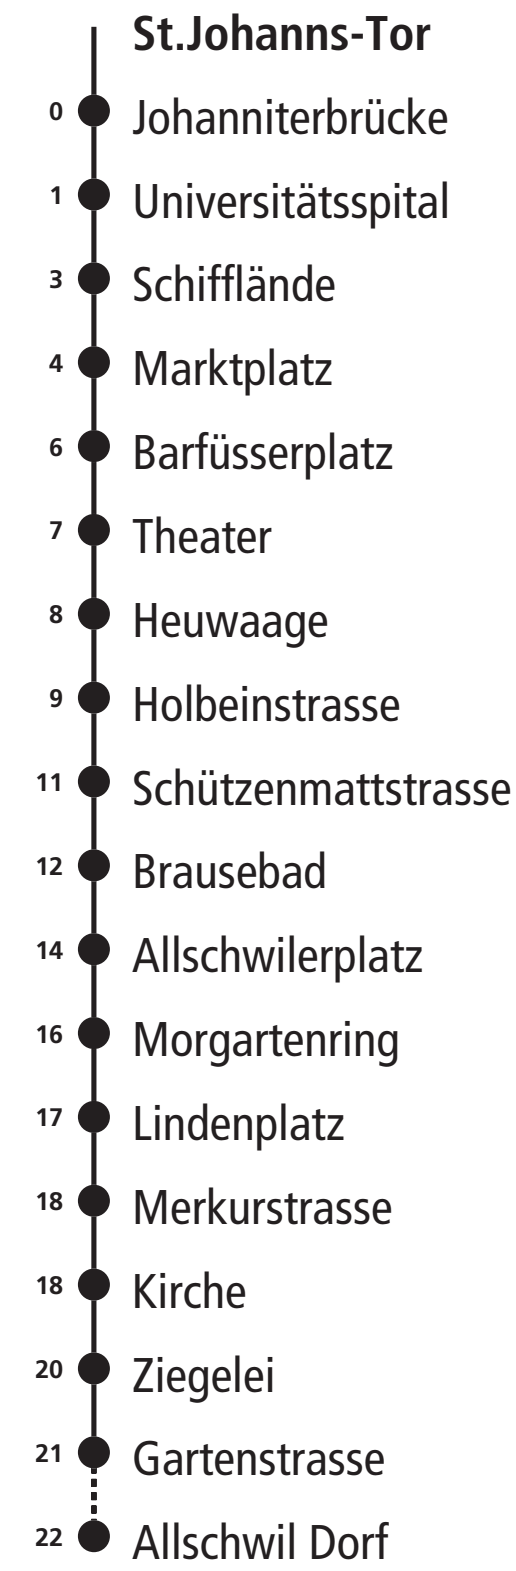 St.Johanns-Tor
0 Johanniterbrücke
1 Universitätsspital
3 Schifflände
4 Marktplatz
6 Barfüsserplatz
7 Theater
8 Heuwaage
9 Holbeinstrasse
11 Schützenmattstrasse
12 Brausebad
14 Allschwilerplatz
16 Morgartenring
17 Lindenplatz
18 Merkurstrasse
18 Kirche
20 Ziegelei
21 Gartenstrasse
22 Allschwil Dorf